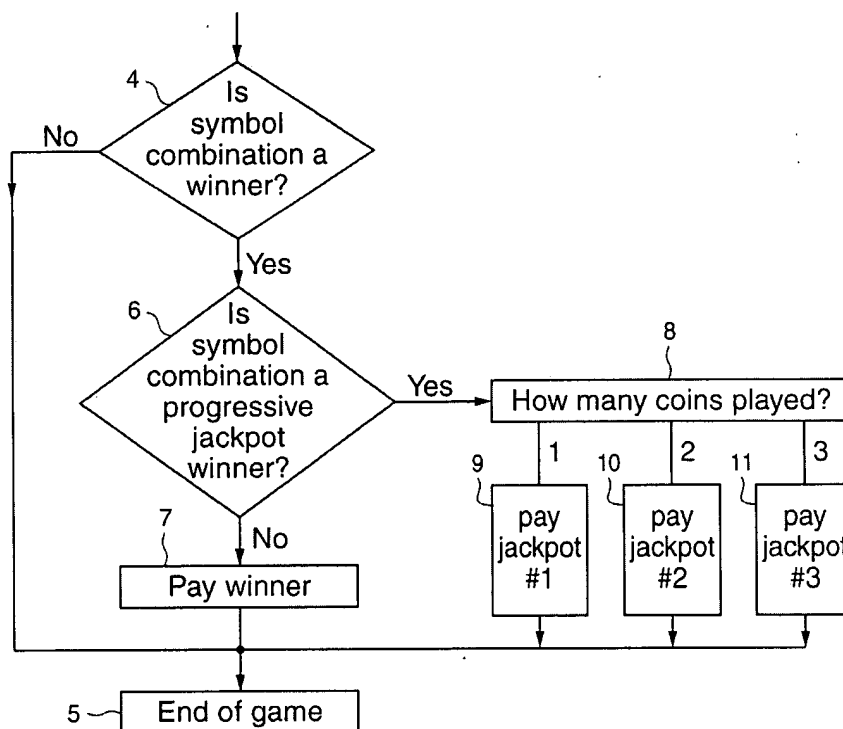 4
Is
symbol
combination a
winner?
No
Yes
6
Is
symbol
combination a
progressive
jackpot
winner?
Yes
8
How many coins played?
1
2
3
9
pay
jackpot
#1
10
pay
jackpot
#2
11
pay
jackpot
#3
No
7
Pay winner
5
End of game